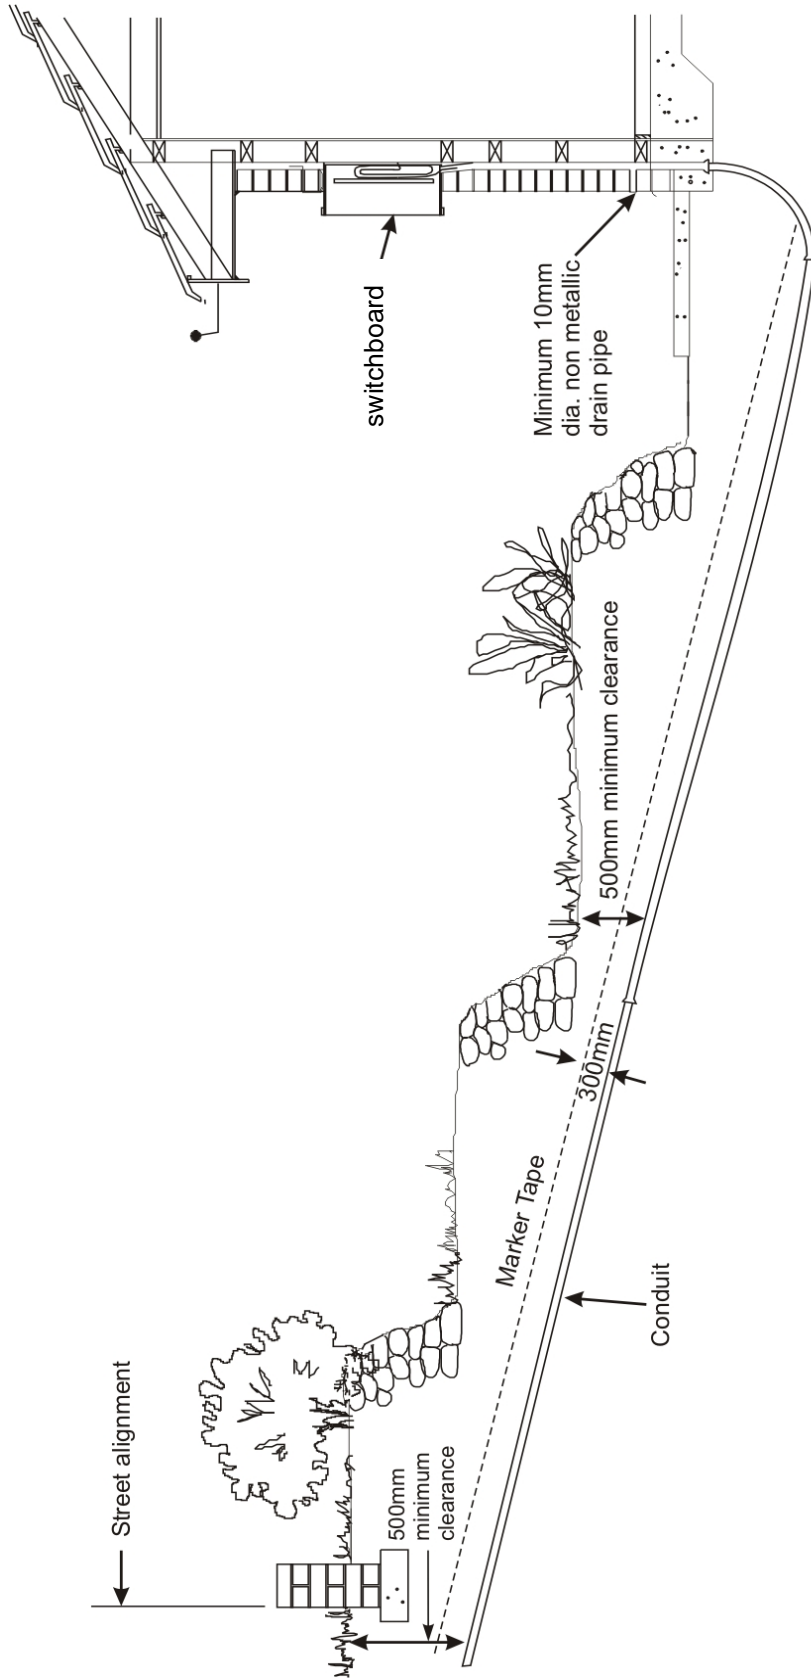 Street alignment
500mm
minimum
clearance
Marker Tape
Conduit
300mm
500mm minimum clearance
Minimum 10mm
dia. non metallic
drain pipe
switchboard